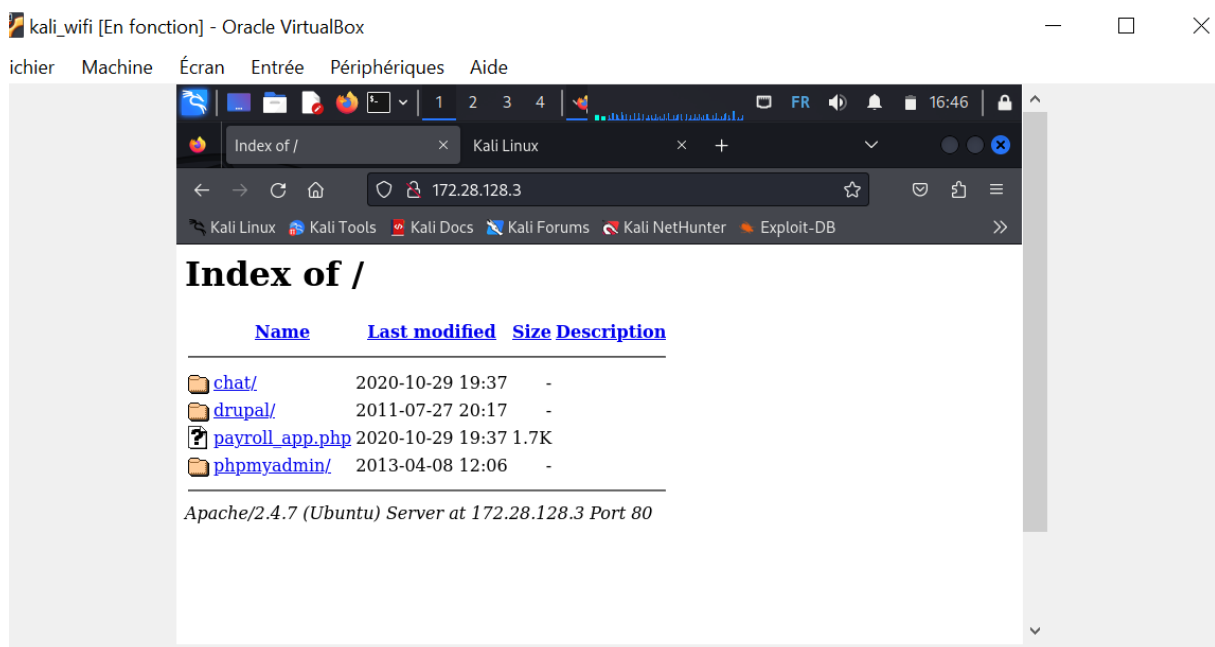 kali_wifi [En fonction] - Oracle VirtualBox
ichier Machine Écran Entrée Périphériques Aide
1 2 3 4 FR 16:46
Index of / Kali Linux
172.28.128.3
Kali Linux Kali Tools Kali Docs Kali Forums Kali NetHunter Exploit-DB
Index of /
Name Last modified Size Description
chat/ 2020-10-29 19:37 -
drupal/ 2011-07-27 20:17 -
payroll_app.php 2020-10-29 19:37 1.7K
phpmyadmin/ 2013-04-08 12:06 -
Apache/2.4.7 (Ubuntu) Server at 172.28.128.3 Port 80